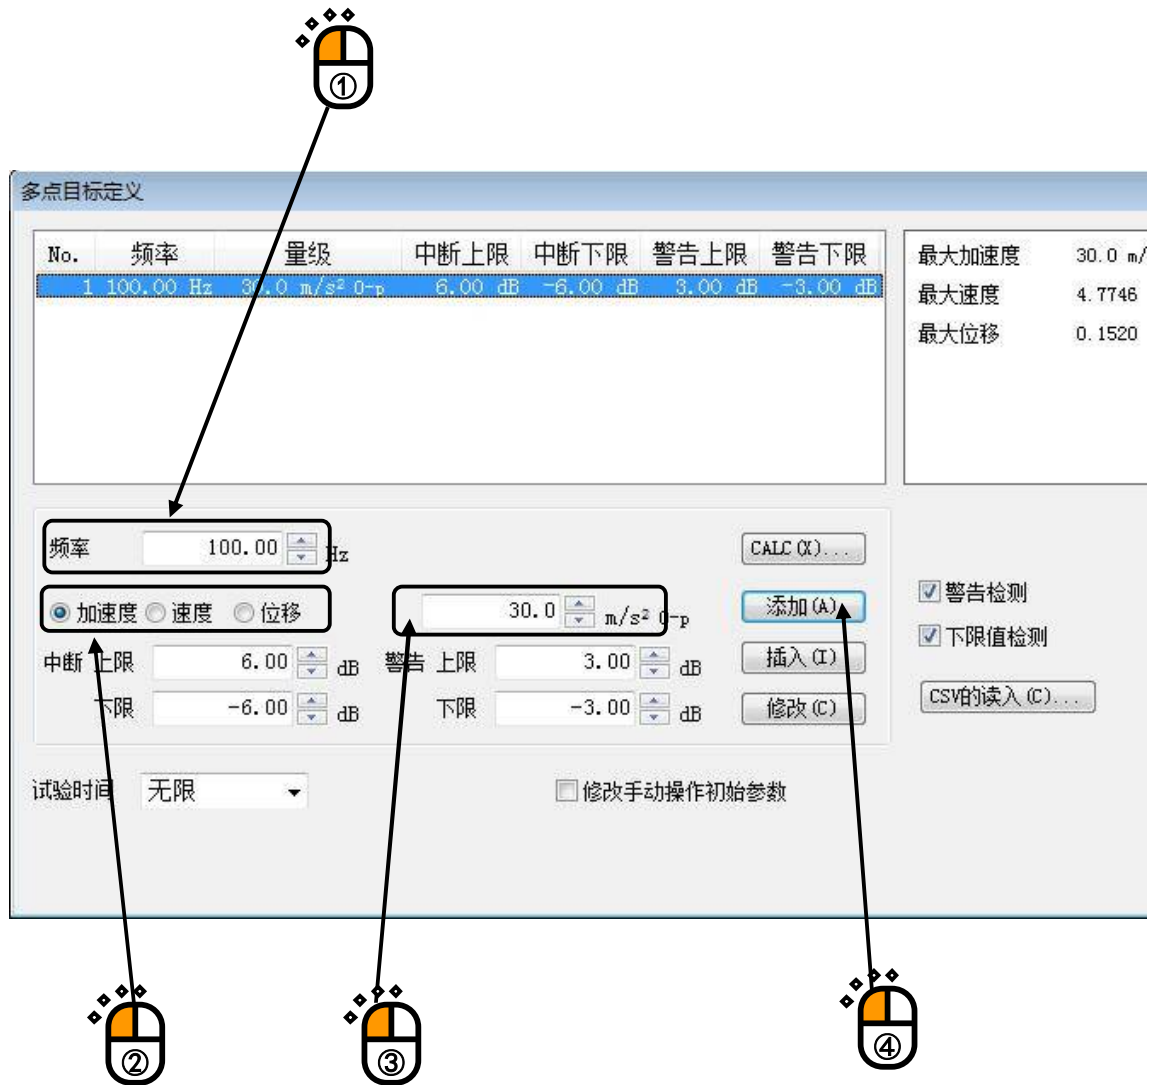 ①
多点目标定义
No. 频率 量级 中断上限 中断下限 警告上限 警告下限
1 100.00 Hz 30.0 m/s² 0-p 6.00 dB -6.00 dB 3.00 dB -3.00 dB
最大加速度 30.0 m/
最大速度 4.7746
最大位移 0.1520
频率 100.00 Hz
CALC(X)...
加速度 速度 位移 30.0 m/s² 0-p 添加(A)
中断 上限 6.00 dB 警告 上限 3.00 dB 插入(I)
下限 -6.00 dB 下限 -3.00 dB 修改(C)
警告检测
下限值检测
CSV的读入(C)...
试验时间 无限 修改手动操作初始参数
② ③ ④